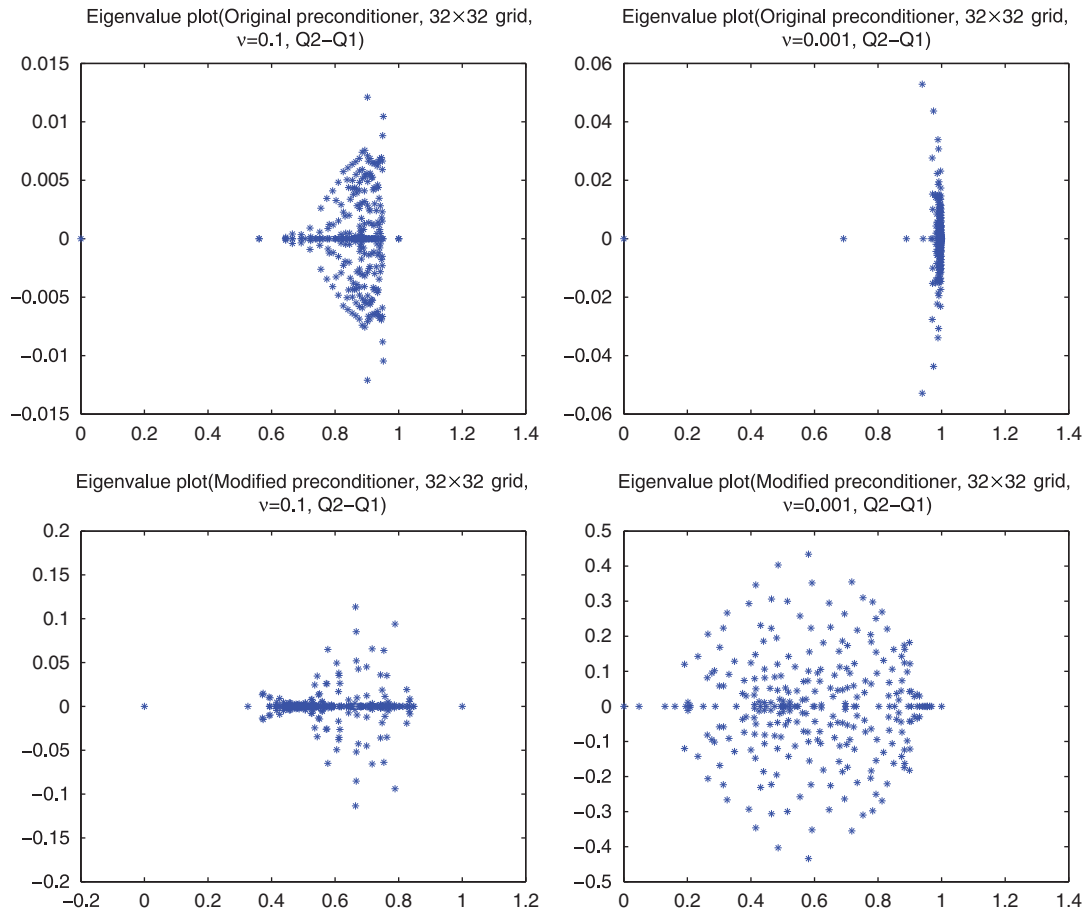 Eigenvalue plot(Original preconditioner, 32×32 grid,
ν=0.1, Q2−Q1)
0.015
0.01
0.005
0
−0.005
−0.01
−0.015
0 0.2 0.4 0.6 0.8 1 1.2 1.4
Eigenvalue plot(Original preconditioner, 32×32 grid,
ν=0.001, Q2−Q1)
0.06
0.04
0.02
0
−0.02
−0.04
−0.06
0 0.2 0.4 0.6 0.8 1 1.2 1.4
Eigenvalue plot(Modified preconditioner, 32×32 grid,
ν=0.1, Q2−Q1)
0.2
0.15
0.1
0.05
0
−0.05
−0.1
−0.15
−0.2
−0.2 0 0.2 0.4 0.6 0.8 1 1.2
Eigenvalue plot(Modified preconditioner, 32×32 grid,
ν=0.001, Q2−Q1)
0.5
0.4
0.3
0.2
0.1
0
−0.1
−0.2
−0.3
−0.4
−0.5
0 0.2 0.4 0.6 0.8 1 1.2 1.4